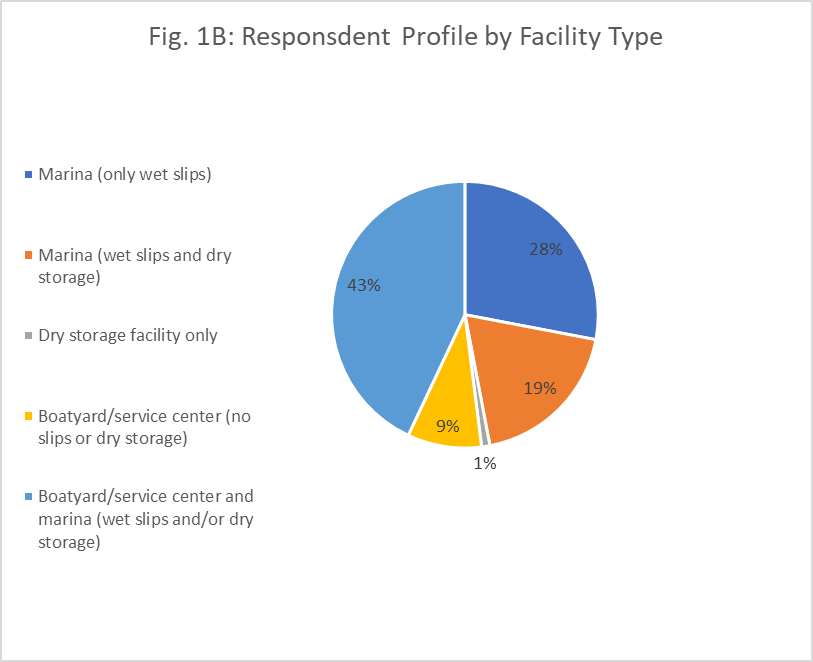 Fig. 1B: Responsdent Profile by Facility Type
Marina (only wet slips)
Marina (wet slips and dry
storage)
Dry storage facility only
Boatyard/service center (no
slips or dry storage)
Boatyard/service center and
marina (wet slips and/or dry
storage)
28%
43%
19%
9%
1%